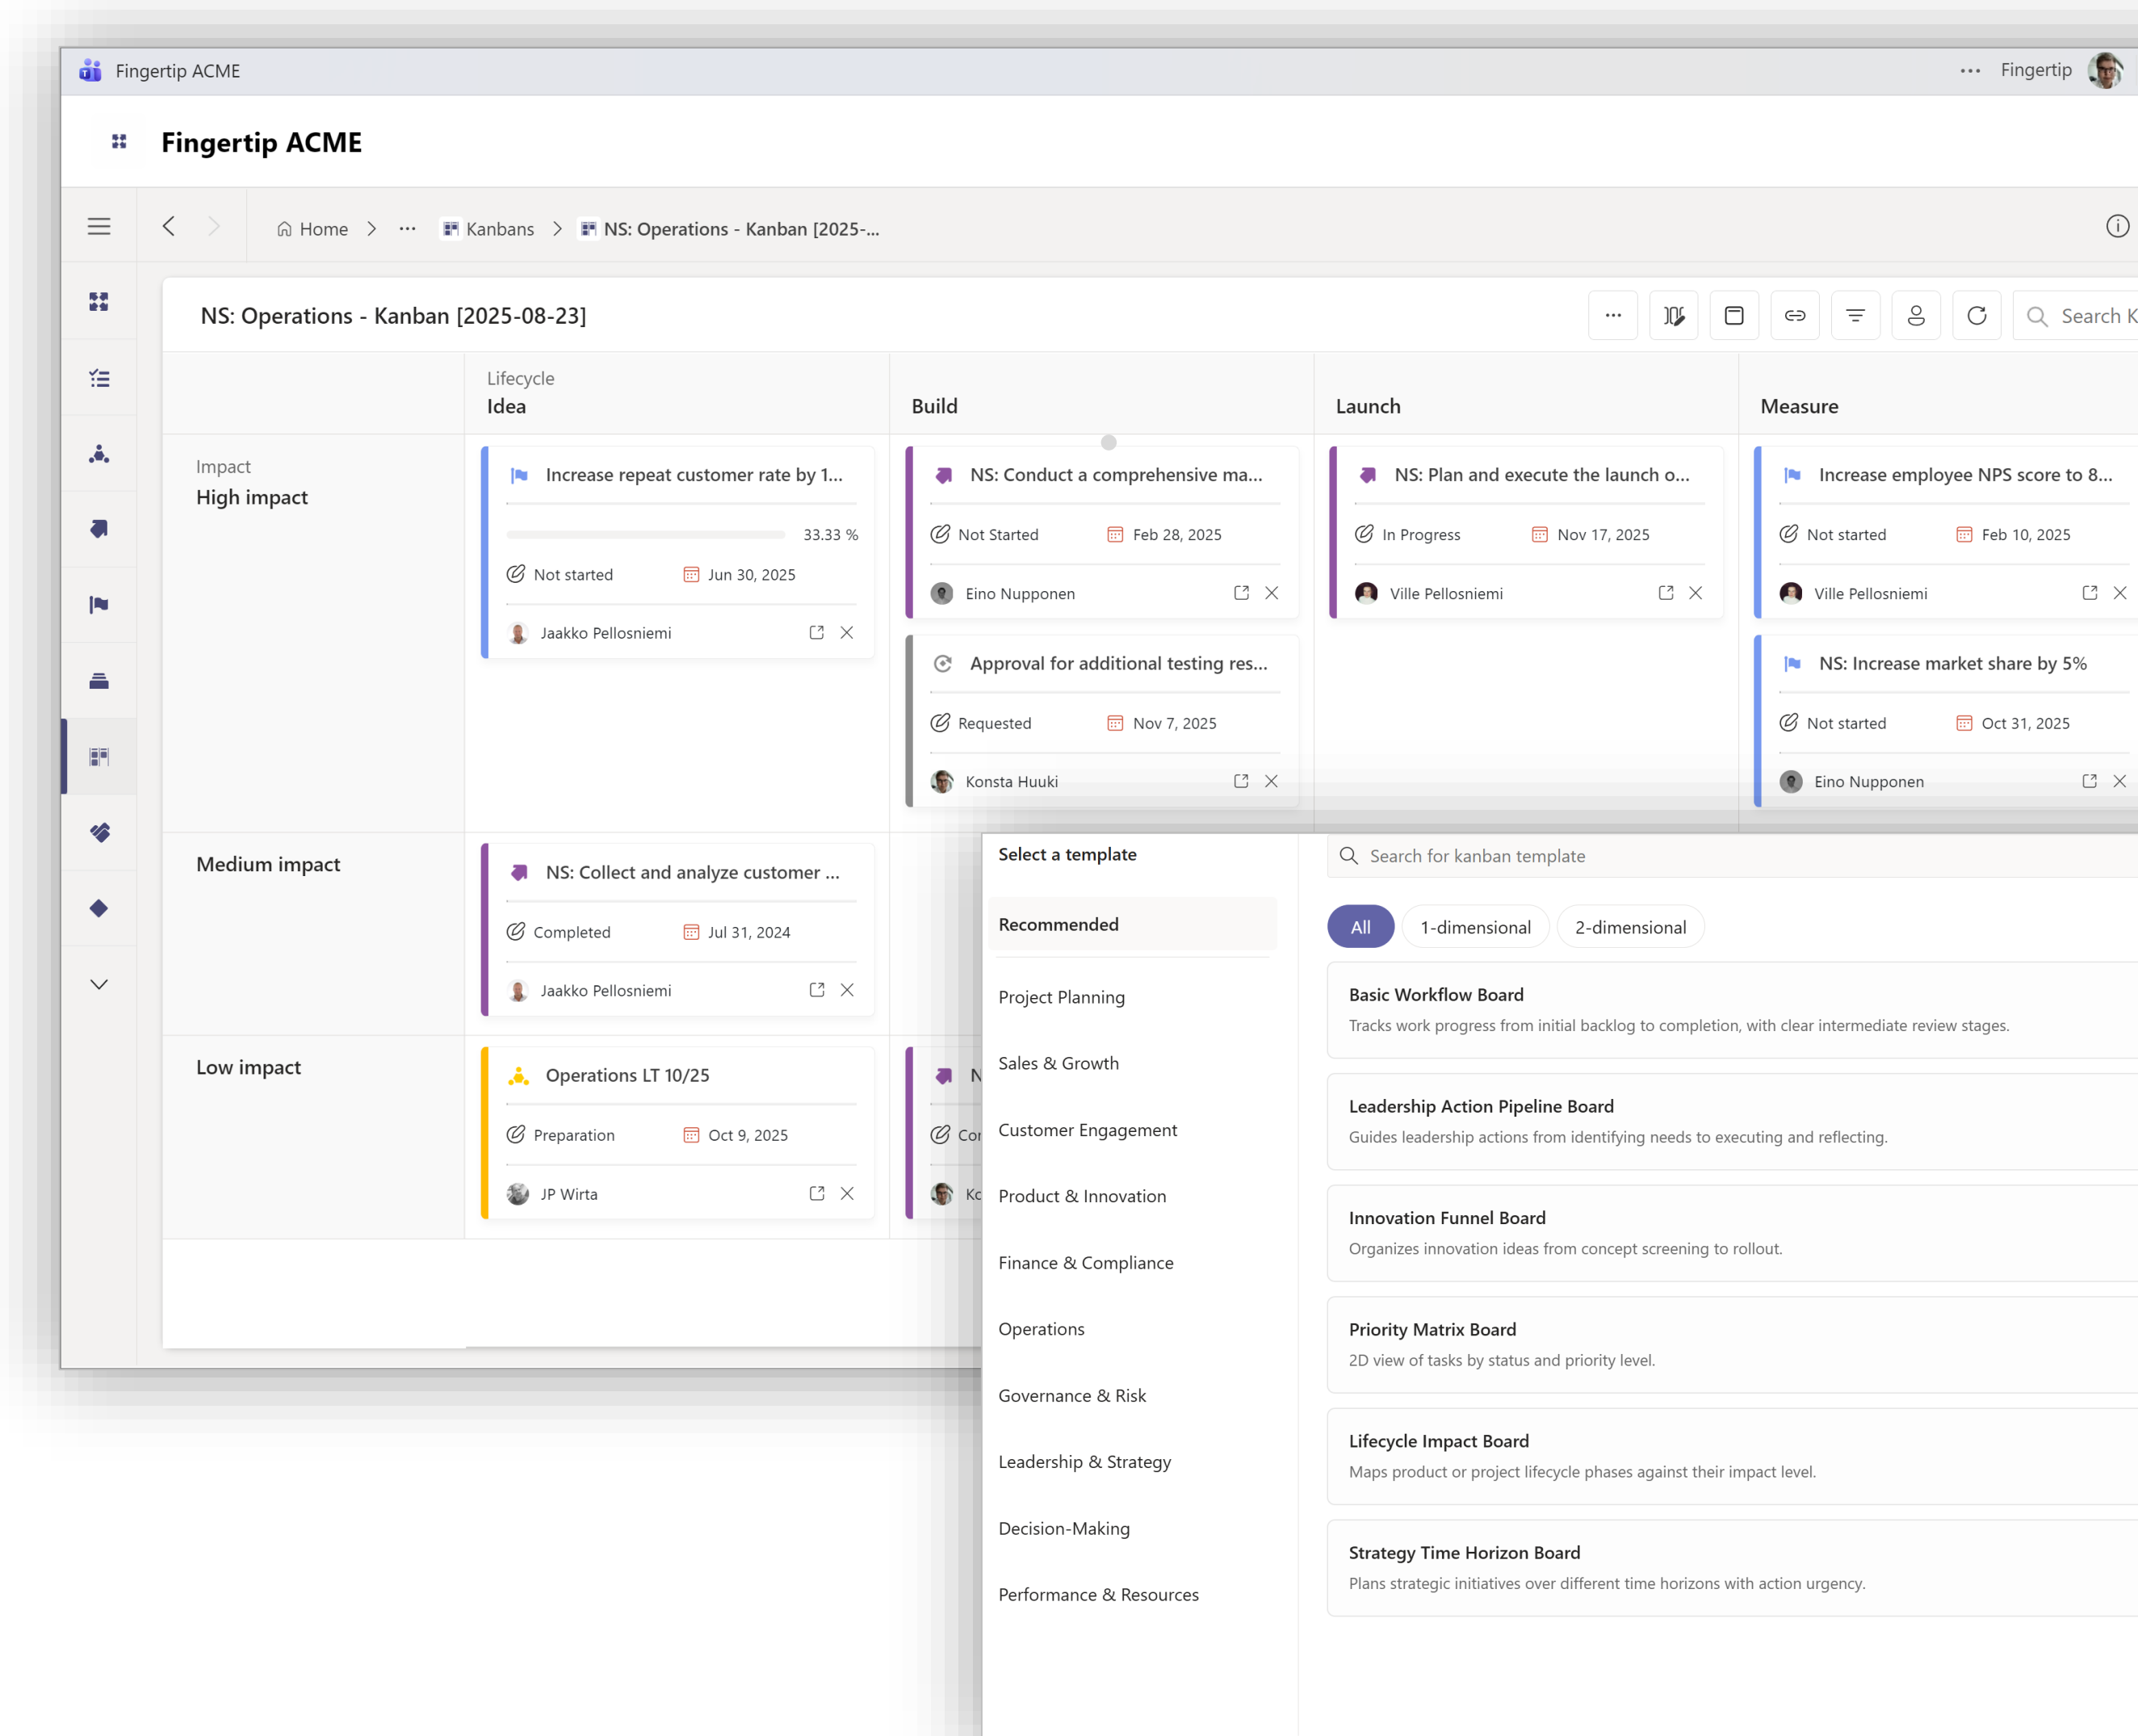 Fingertip ACME
Fingertip
Fingertip ACME
Home
Kanbans
NS: Operations - Kanban [2025-...
NS: Operations - Kanban [2025-08-23]
Search K
Lifecycle
Idea
Build
Launch
Measure
Impact
High impact
Increase repeat customer rate by 1...
33.33 %
Not started
Jun 30, 2025
Jaakko Pellosniemi
NS: Conduct a comprehensive ma...
Not Started
Feb 28, 2025
Eino Nupponen
Approval for additional testing res...
Requested
Nov 7, 2025
Konsta Huuki
NS: Plan and execute the launch o...
In Progress
Nov 17, 2025
Ville Pellosniemi
Increase employee NPS score to 8...
Not started
Feb 10, 2025
Ville Pellosniemi
NS: Increase market share by 5%
Not started
Oct 31, 2025
Eino Nupponen
Medium impact
NS: Collect and analyze customer ...
Completed
Jul 31, 2024
Jaakko Pellosniemi
Low impact
Operations LT 10/25
Preparation
Oct 9, 2025
JP Wirta
Select a template
Recommended
Project Planning
Sales & Growth
Customer Engagement
Product & Innovation
Finance & Compliance
Operations
Governance & Risk
Leadership & Strategy
Decision-Making
Performance & Resources
Search for kanban template
All
1-dimensional
2-dimensional
Basic Workflow Board
Tracks work progress from initial backlog to completion, with clear intermediate review stages.
Leadership Action Pipeline Board
Guides leadership actions from identifying needs to executing and reflecting.
Innovation Funnel Board
Organizes innovation ideas from concept screening to rollout.
Priority Matrix Board
2D view of tasks by status and priority level.
Lifecycle Impact Board
Maps product or project lifecycle phases against their impact level.
Strategy Time Horizon Board
Plans strategic initiatives over different time horizons with action urgency.